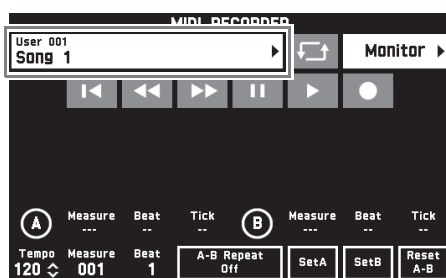 MIDI RECORDER
User 001
Song 1
Monitor
A Measure Beat Tick B Measure Beat Tick
--- -- -- --- -- --
Tempo Measure Beat A-B Repeat SetA SetB Reset
120 001 1 Off A-B